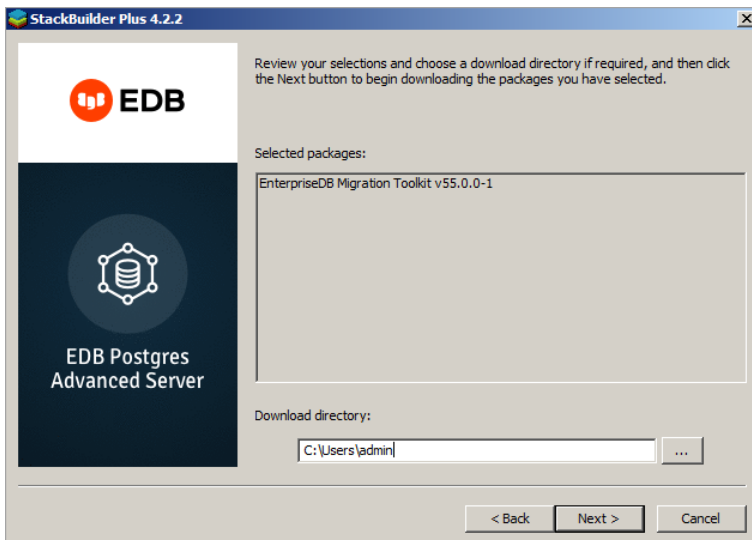 StackBuilder Plus 4.2.2
EDB
EDB Postgres
Advanced Server
Review your selections and choose a download directory if required, and then click
the Next button to begin downloading the packages you have selected.
Selected packages:
EnterpriseDB Migration Toolkit v55.0.0-1
Download directory:
C:\Users\admin
...
< Back
Next >
Cancel